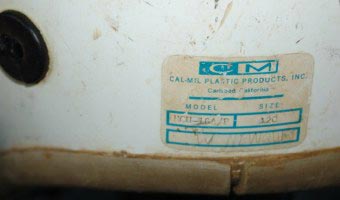 CM
CAL-MIL PLASTIC PRODUCTS, INC.
Carlsbad California
MODEL SIZE:
120